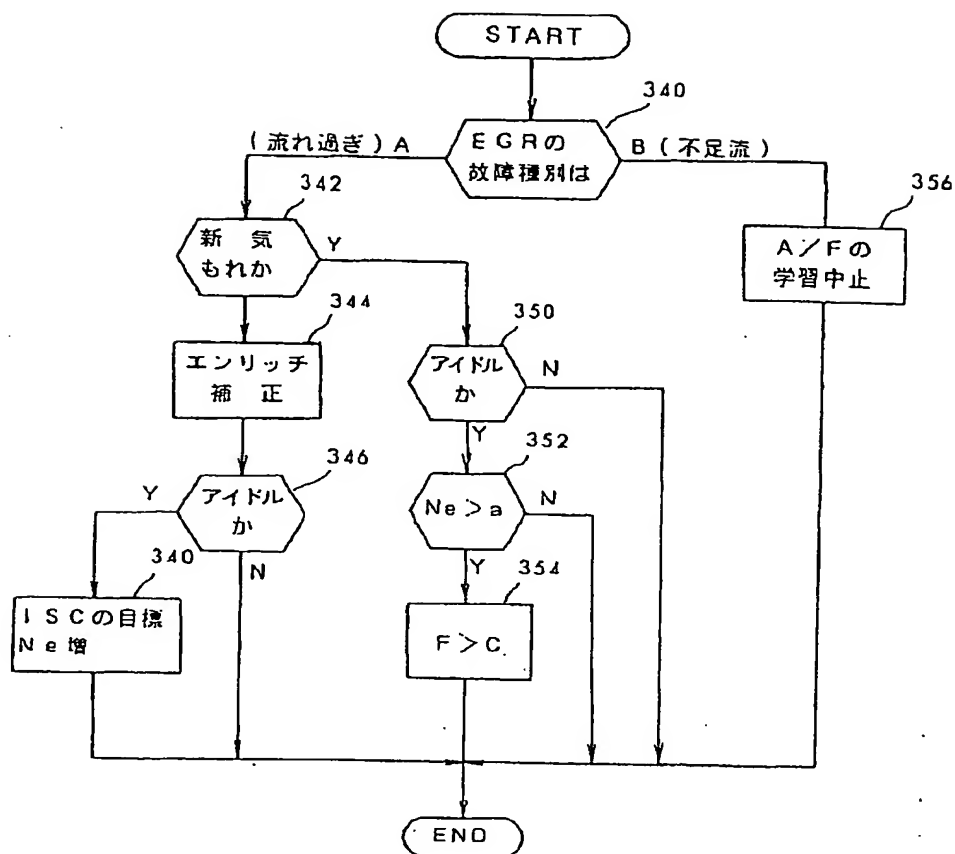 START
340
EGRの
故障種別は
(流れ過ぎ) A
B (不足流)
342
新気
もれか
Y
356
A/Fの
学習中止
344
エンリッチ
補正
350
アイドル
か
N
Y
346
アイドル
か
Y
N
352
Ne>a
N
Y
340
ISCの目標
Ne増
354
F>C
END